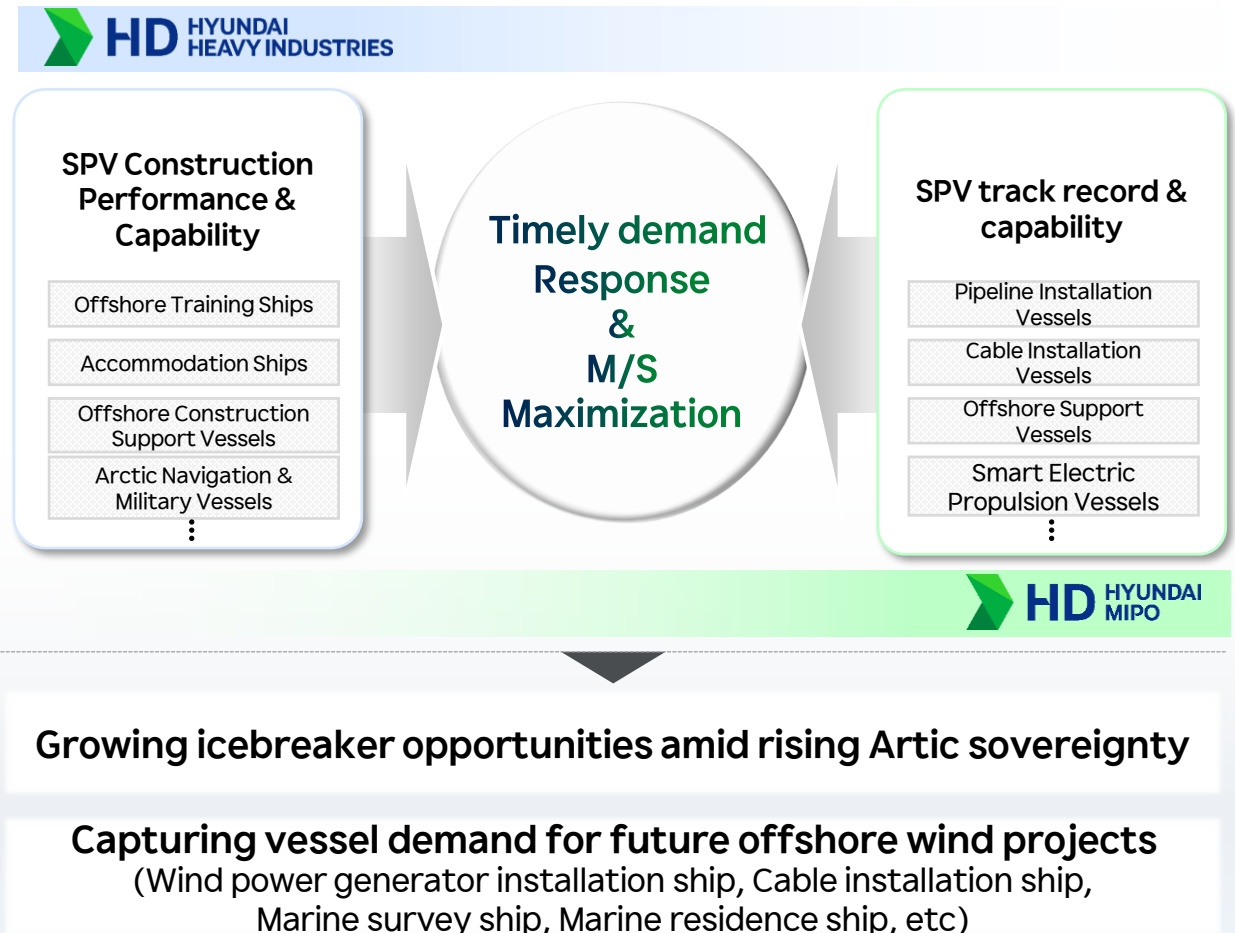 HD HYUNDAI
HEAVY INDUSTRIES
SPV Construction
Performance &
Capability
Offshore Training Ships
Accommodation Ships
Offshore Construction
Support Vessels
Arctic Navigation &
Military Vessels
Timely demand
Response
&
M/S
Maximization
SPV track record &
capability
Pipeline Installation
Vessels
Cable Installation
Vessels
Offshore Support
Vessels
Smart Electric
Propulsion Vessels
HD HYUNDAI
MIPO
Growing icebreaker opportunities amid rising Artic sovereignty
Capturing vessel demand for future offshore wind projects
(Wind power generator installation ship, Cable installation ship,
Marine survey ship, Marine residence ship, etc)